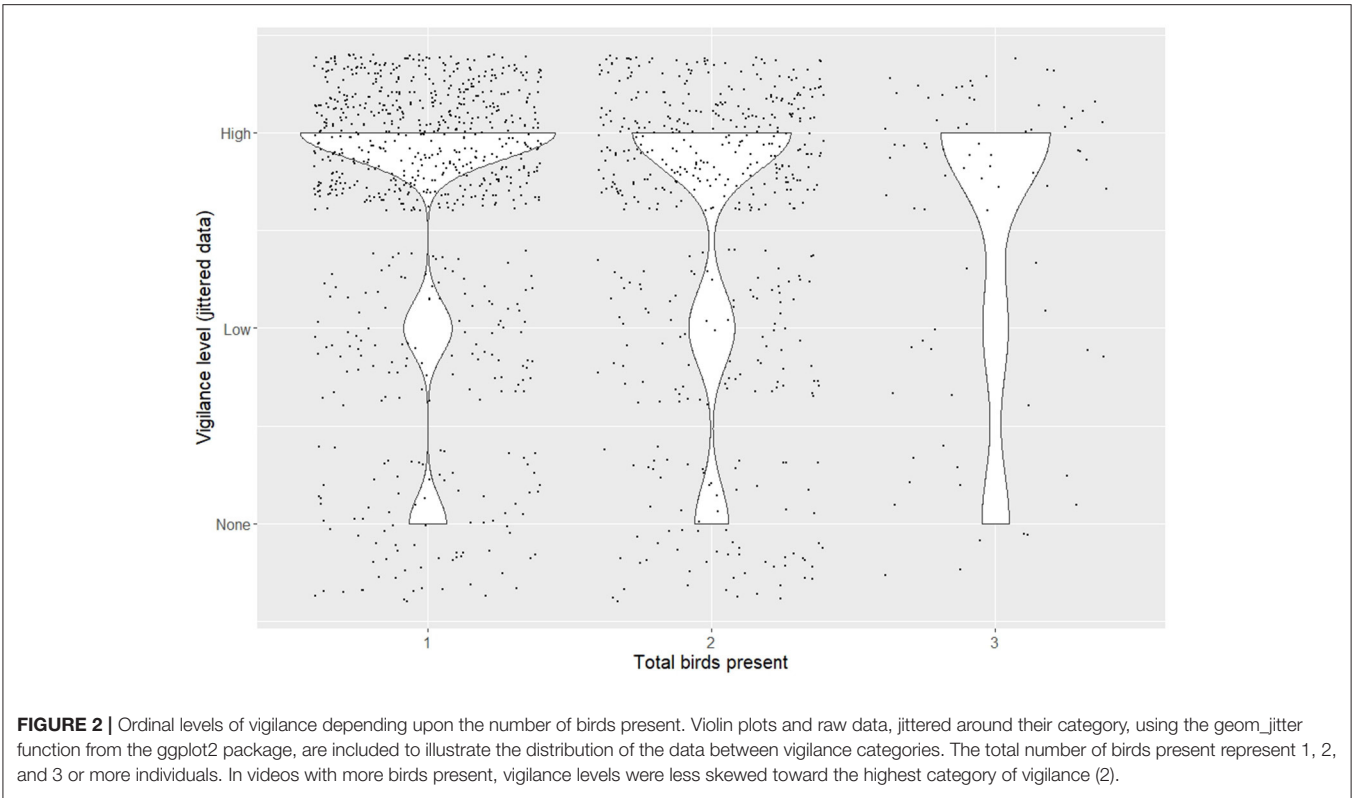 Vigilance level (jittered data)
High
Low
None
1
2
3
Total birds present
FIGURE 2 | Ordinal levels of vigilance depending upon the number of birds present. Violin plots and raw data, jittered around their category, using the geom_jitter
function from the ggplot2 package, are included to illustrate the distribution of the data between vigilance categories. The total number of birds present represent 1, 2,
and 3 or more individuals. In videos with more birds present, vigilance levels were less skewed toward the highest category of vigilance (2).